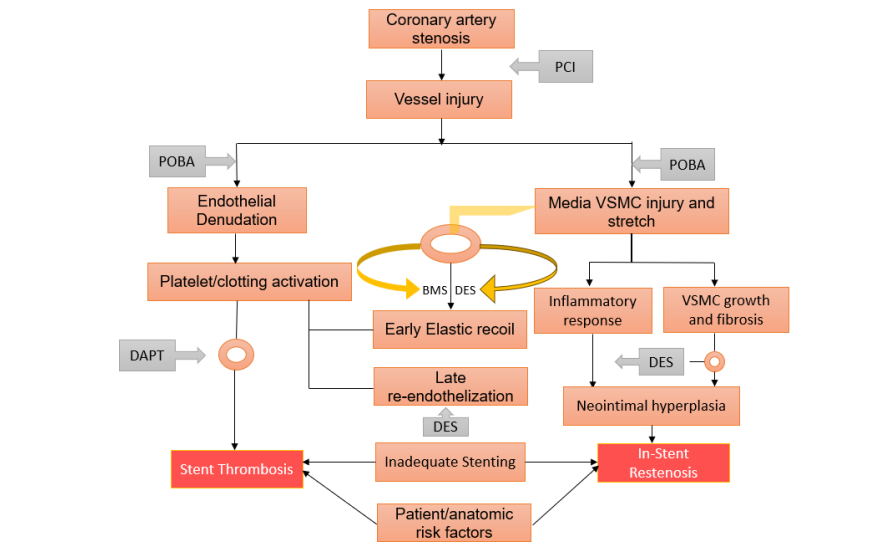 Coronary artery
stenosis
PCI
Vessel injury
POBA
POBA
Endothelial
Denudation
Media VSMC injury and
stretch
Platelet/clotting activation
BMS
DES
Inflammatory
response
VSMC growth
and fibrosis
Early Elastic recoil
DAPT
DES
Late
re-endothelization
Neointimal hyperplasia
DES
Stent Thrombosis
Inadequate Stenting
In-Stent
Restenosis
Patient/anatomic
risk factors